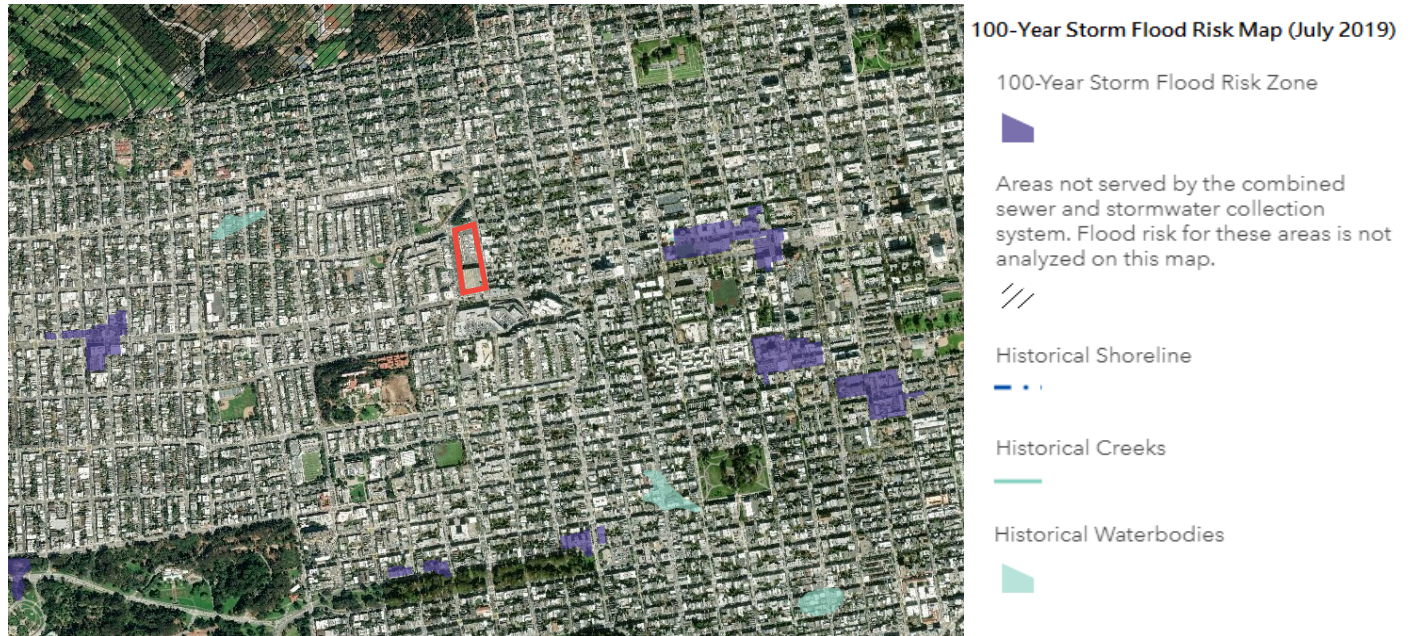 100-Year Storm Flood Risk Map (July 2019)
100-Year Storm Flood Risk Zone
Areas not served by the combined
sewer and stormwater collection
system. Flood risk for these areas is not
analyzed on this map.
Historical Shoreline
Historical Creeks
Historical Waterbodies